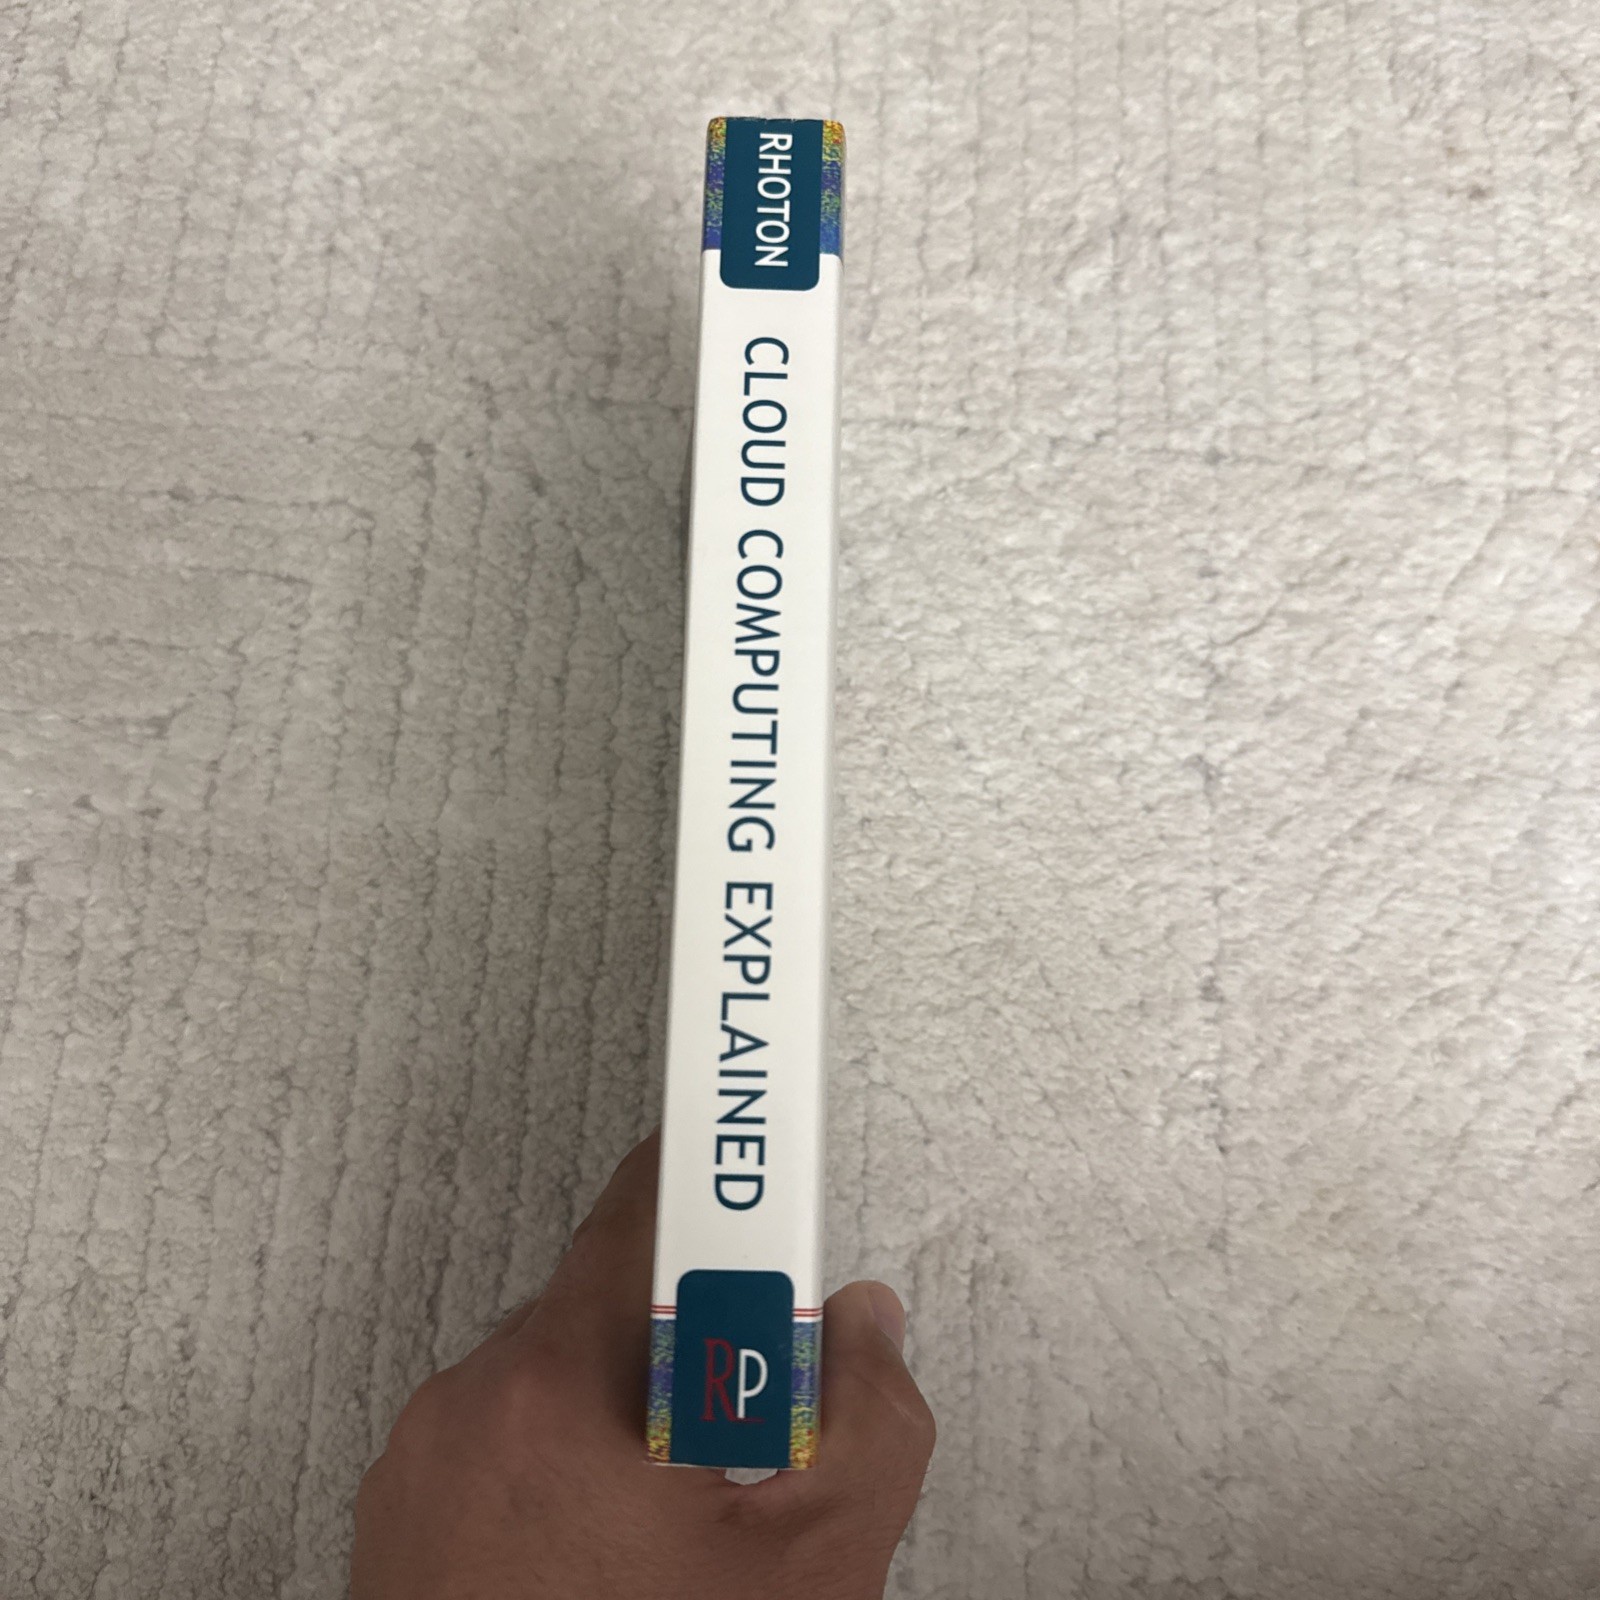 RHOTON
CLOUD COMPUTING EXPLAINED
RP